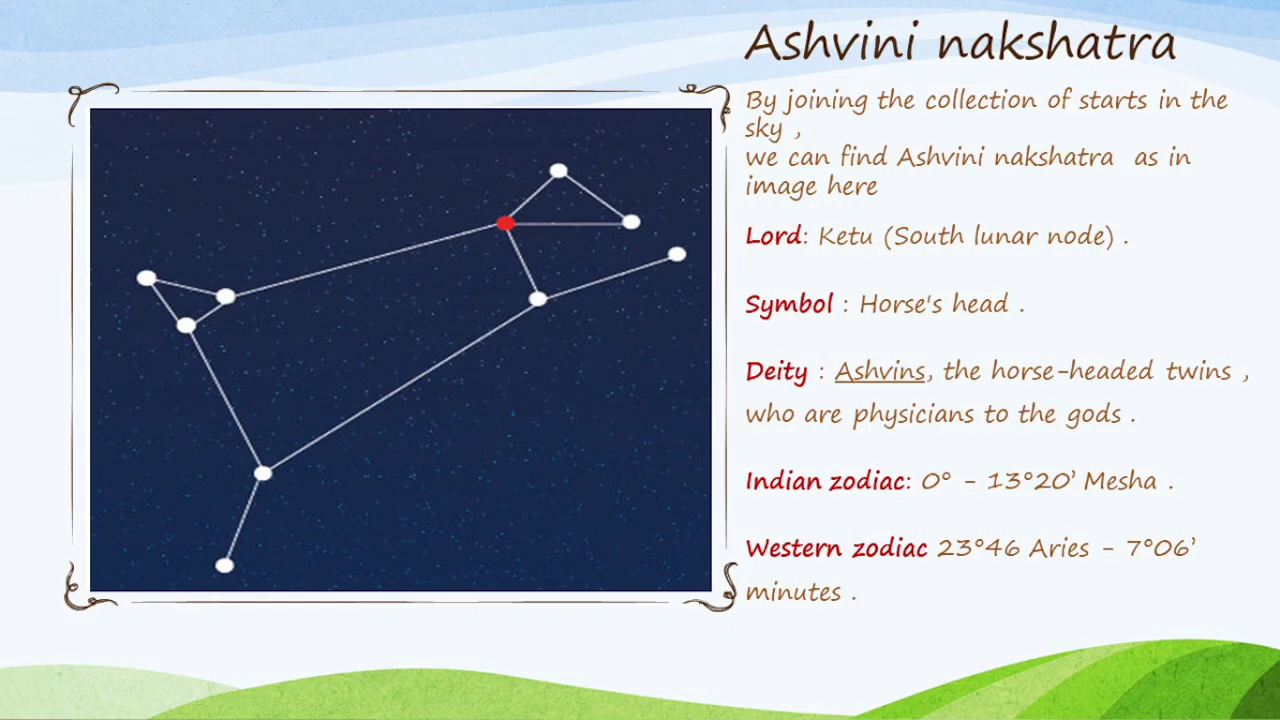 Ashvini nakshatra
By joining the collection of starts in the
sky ,
we can find Ashvini nakshatra as in
image here
Lord: Ketu (South lunar node) .
Symbol : Horse's head .
Deity : Ashvins, the horse-headed twins ,
who are physicians to the gods .
Indian zodiac: 0° - 13°20’ Mesha .
Western zodiac 23°46 Aries - 7°06’
minutes .